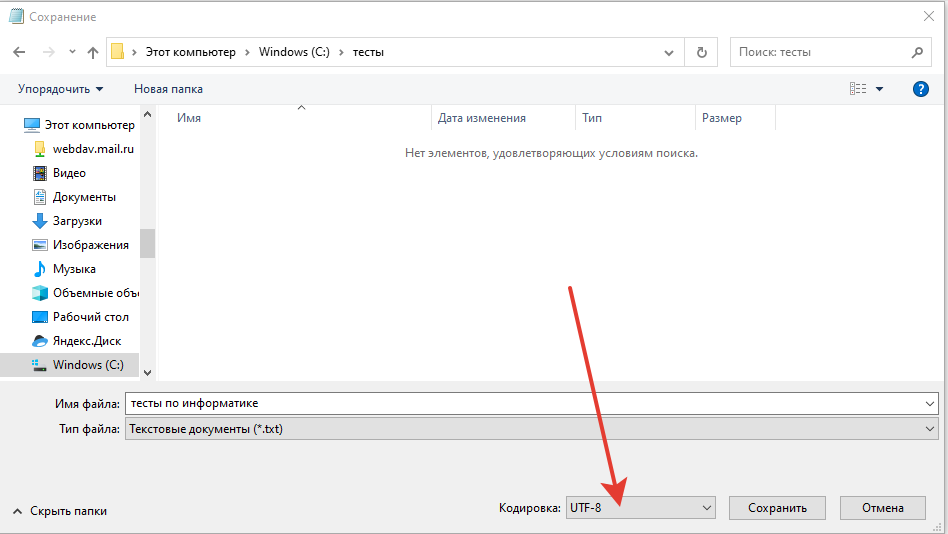 Сохранение
Этот компьютер
Windows (C:)
тесты
Поиск: тесты
Упорядочить
Новая папка
?
Имя
Дата изменения
Тип
Размер
Нет элементов, удовлетворяющих условиям поиска.
Этот компьютер
webdav.mail.ru
Видео
Документы
Загрузки
Изображения
Музыка
Объемные объ
Рабочий стол
Яндекс.Диск
Windows (C:)
Имя файла: тесты по информатике
Тип файла: Текстовые документы (*.txt)
Скрыть папки
Кодировка: UTF-8
Сохранить
Отмена